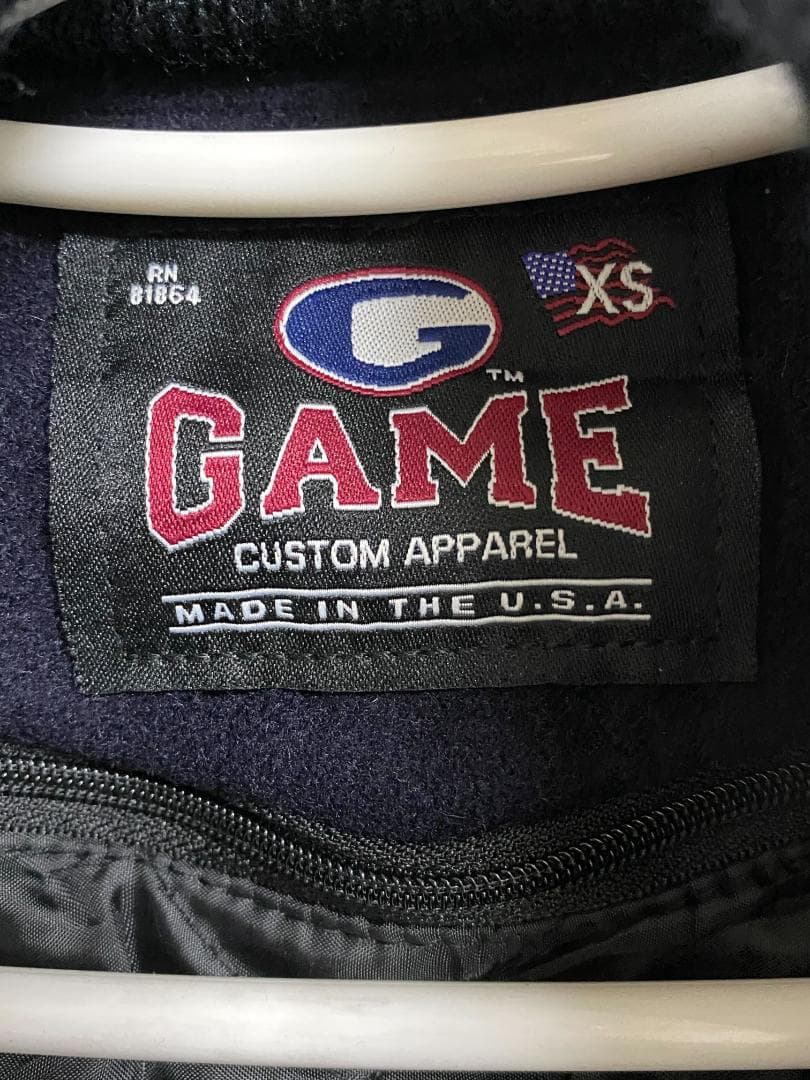 RN
81864
XS
G
TM
GAME
CUSTOM APPAREL
MADE IN THE U.S.A.